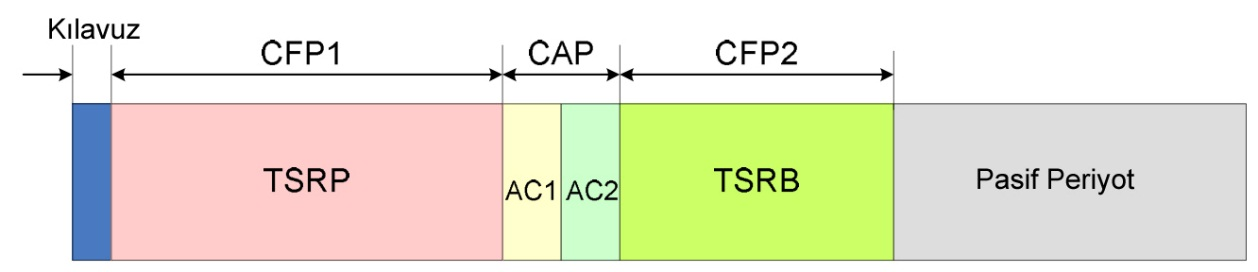 Kılavuz
CFP1 CAP CFP2
TSRP AC1 AC2 TSRB Pasif Periyot